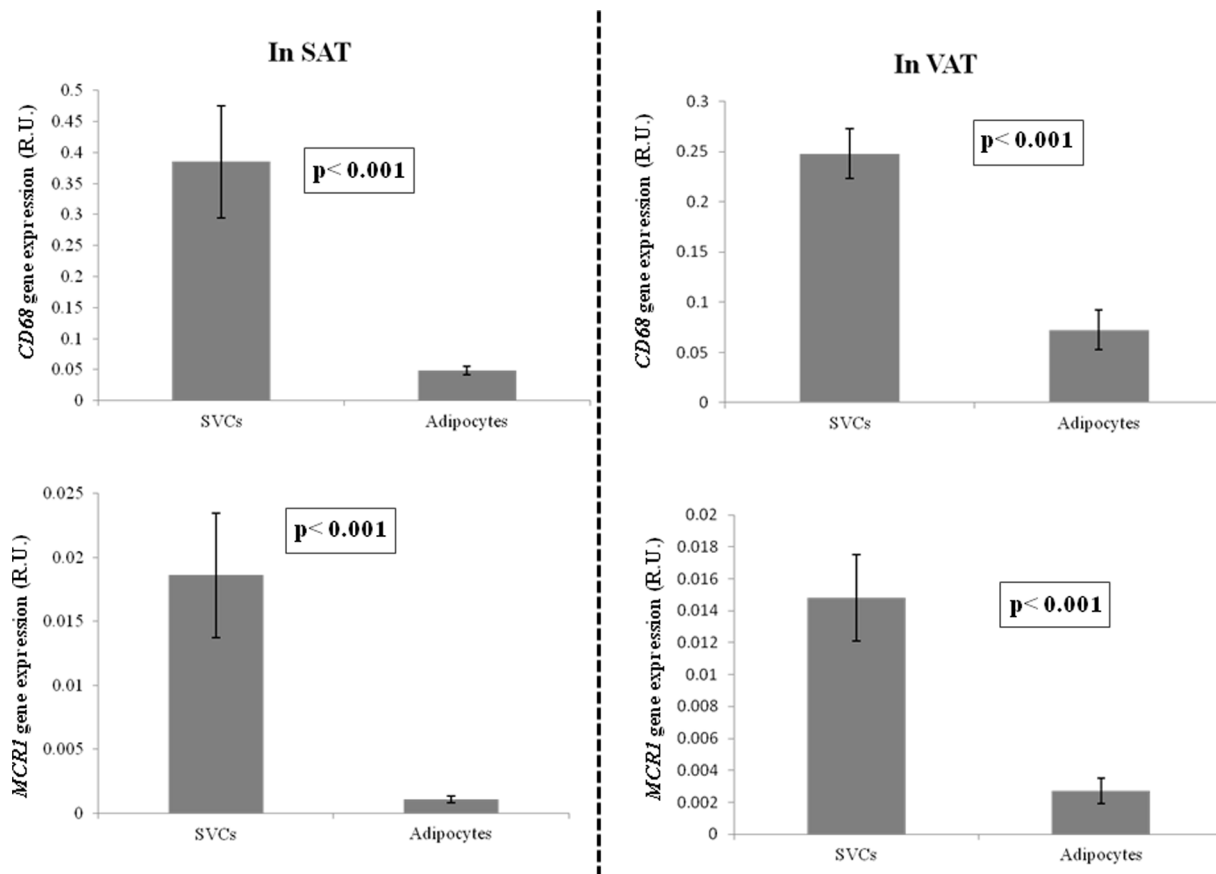 In SAT
CD68 gene expression (R.U.)
0.5
0.45
0.4
0.35
0.3
0.25
0.2
0.15
0.1
0.05
0
p< 0.001
SVCs
Adipocytes
In VAT
CD68 gene expression (R.U.)
0.3
0.25
0.2
0.15
0.1
0.05
0
p< 0.001
SVCs
Adipocytes
MCR1 gene expression (R.U.)
0.025
0.02
0.015
0.01
0.005
0
p< 0.001
SVCs
Adipocytes
MCR1 gene expression (R.U.)
0.02
0.018
0.016
0.014
0.012
0.01
0.008
0.006
0.004
0.002
0
p< 0.001
SVCs
Adipocytes